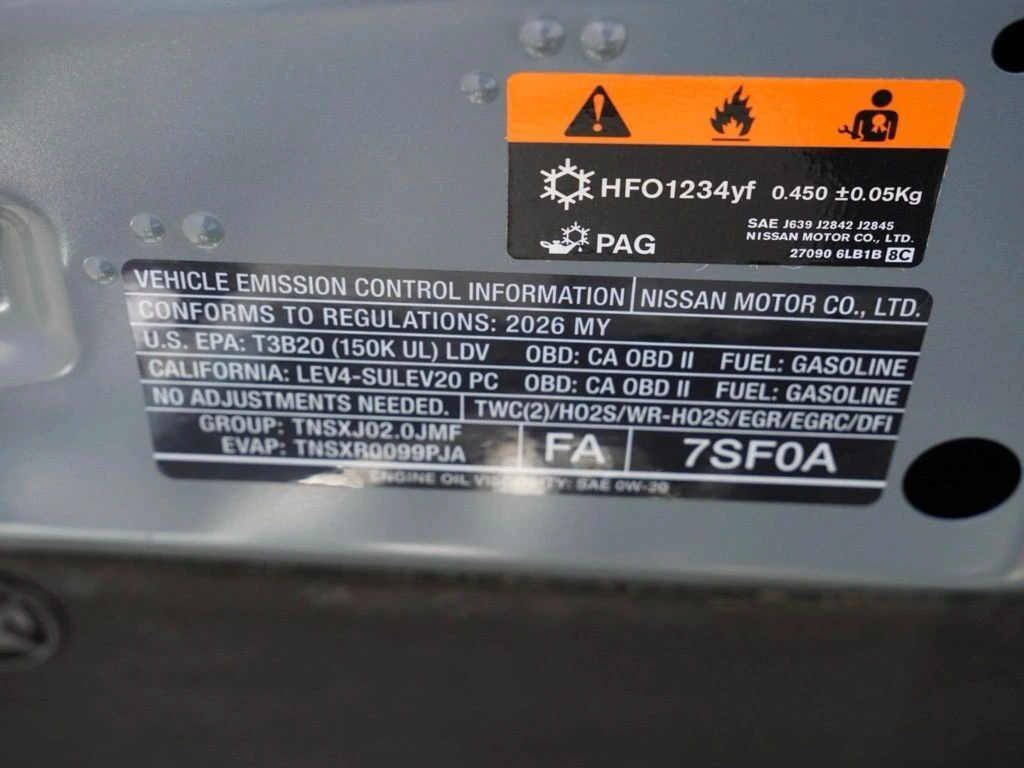 HFO1234yf 0.450 ±0.05Kg
SAE J639 J2842 J2845
NISSAN MOTOR CO., LTD.
PAG
27090 6LB1B 8C
VEHICLE EMISSION CONTROL INFORMATION NISSAN MOTOR CO., LTD.
CONFORMS TO REGULATIONS: 2026 MY
U.S. EPA: T3B20 (150K UL) LDV OBD: CA OBD II FUEL: GASOLINE
CALIFORNIA: LEV4-SULEV20 PC OBD: CA OBD II FUEL: GASOLINE
NO ADJUSTMENTS NEEDED. TWC(2)/HO2S/WR-HO2S/EGR/EGRC/DFI
GROUP: TNSXJ02.0JMF
EVAP: TNSXR0099PJA
FA 7SF0A
ENGINE OIL VISCOSITY: SAE 0W-20